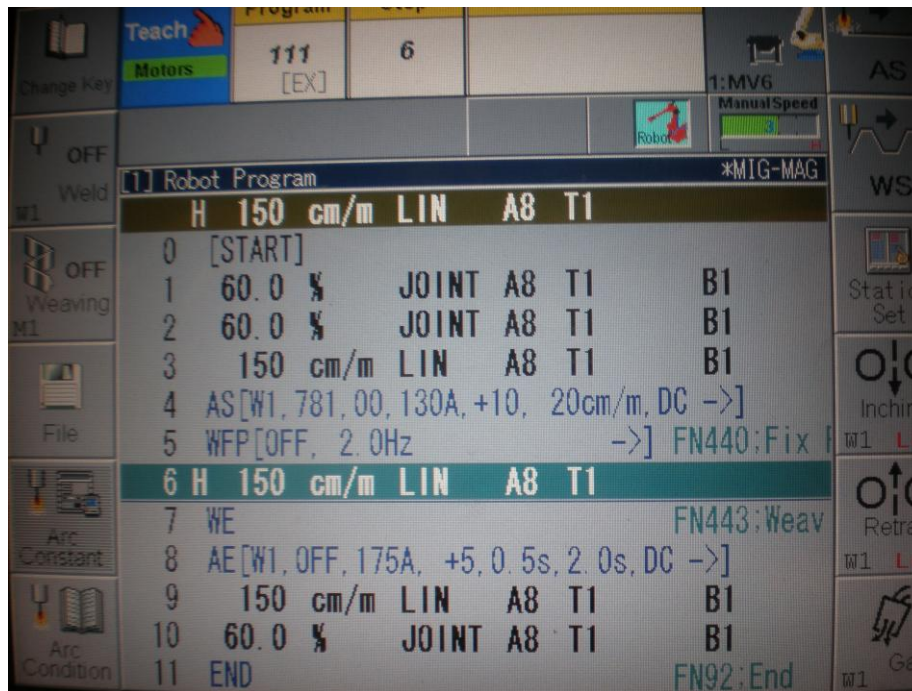 Teach
Program
Step
Motors
111
[EX]
6
1:MV6
Manual Speed
3
Robot
Change Key
AS
OFF
Weld
W1
WS
OFF
Weaving
M1
Set
File
Arc
Constant
Arc
Condition
W1 L
W1 L
W1
[1] Robot Program *MIG-MAG
H 150 cm/m LIN A8 T1
0 [START]
1 60.0 % JOINT A8 T1 B1
2 60.0 % JOINT A8 T1 B1
3 150 cm/m LIN A8 T1 B1
4 AS[W1,781,00,130A,+10, 20cm/m,DC ->]
5 WFP[OFF, 2.0Hz ->] FN440;Fix
6 H 150 cm/m LIN A8 T1
7 WE FN443;Weav
8 AE[W1,OFF,175A, +5,0.5s,2.0s,DC ->]
9 150 cm/m LIN A8 T1 B1
10 60.0 % JOINT A8 T1 B1
11 END FN92;End